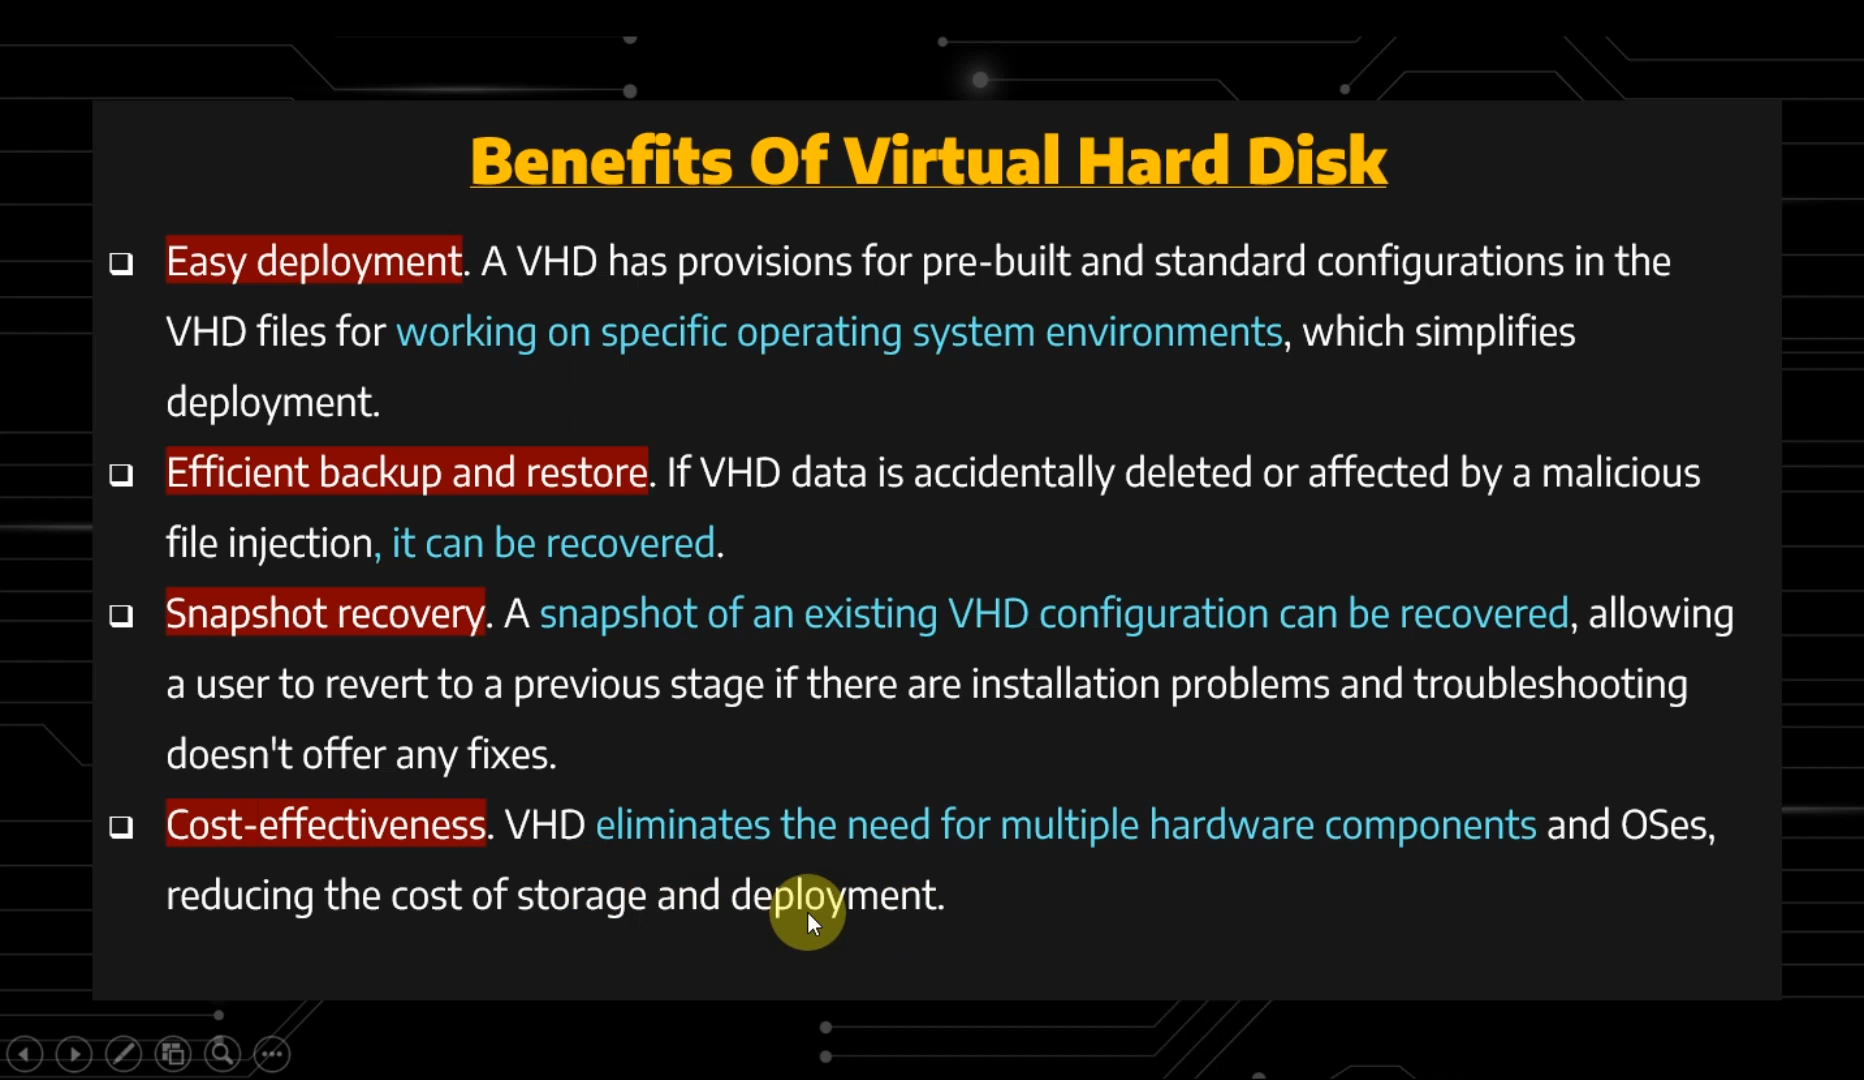 Benefits Of Virtual Hard Disk
Easy deployment. A VHD has provisions for pre-built and standard configurations in the
VHD files for working on specific operating system environments, which simplifies
deployment.
Efficient backup and restore. If VHD data is accidentally deleted or affected by a malicious
file injection, it can be recovered.
Snapshot recovery. A snapshot of an existing VHD configuration can be recovered, allowing
a user to revert to a previous stage if there are installation problems and troubleshooting
doesn't offer any fixes.
Cost-effectiveness. VHD eliminates the need for multiple hardware components and OSes,
reducing the cost of storage and deployment.